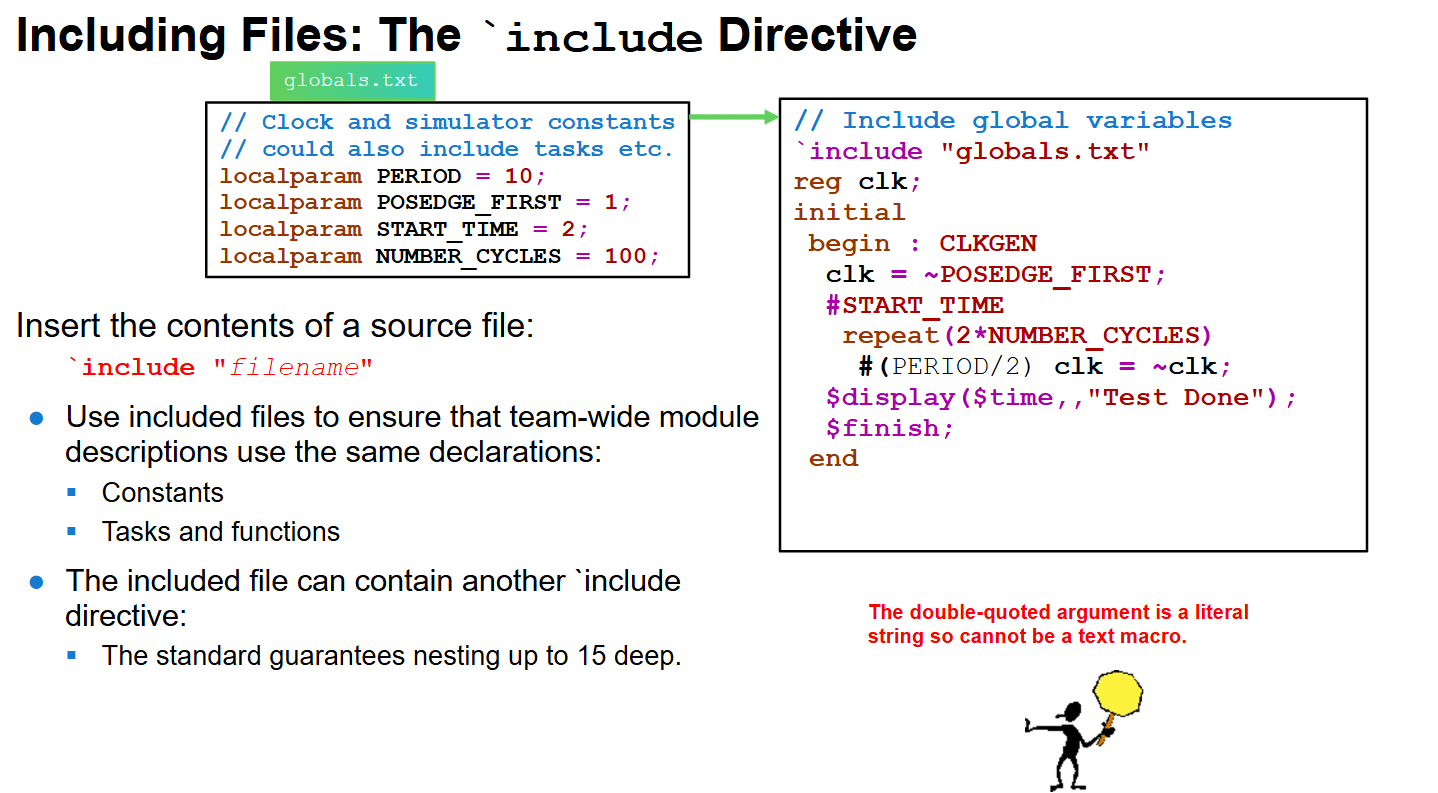 Including Files: The `include Directive
globals.txt
// Clock and simulator constants
// could also include tasks etc.
localparam PERIOD = 10;
localparam POSEDGE_FIRST = 1;
localparam START_TIME = 2;
localparam NUMBER_CYCLES = 100;
// Include global variables
`include "globals.txt"
reg clk;
initial
begin : CLKGEN
clk = ~POSEDGE_FIRST;
#START_TIME
repeat(2*NUMBER_CYCLES)
#(PERIOD/2) clk = ~clk;
$display($time,,"Test Done");
$finish;
end
Insert the contents of a source file:
`include "filename"
● Use included files to ensure that team-wide module
descriptions use the same declarations:
▪ Constants
▪ Tasks and functions
● The included file can contain another `include
directive:
▪ The standard guarantees nesting up to 15 deep.
The double-quoted argument is a literal
string so cannot be a text macro.